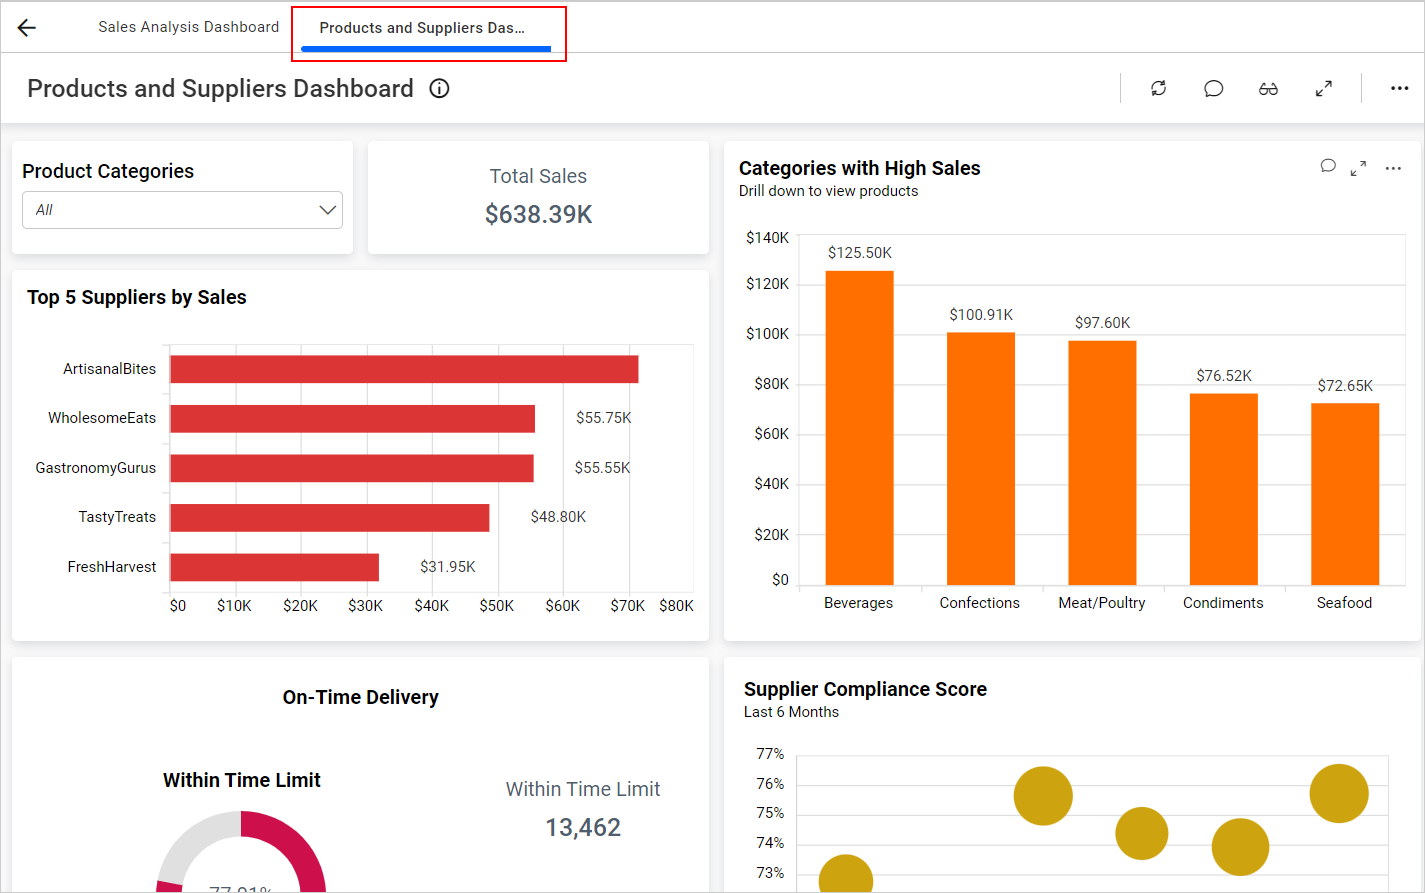 Sales Analysis Dashboard
Products and Suppliers Das...
Products and Suppliers Dashboard
Product Categories
All
Total Sales
$638.39K
Categories with High Sales
Drill down to view products
$140K
$120K
$100K
$80K
$60K
$40K
$20K
$0
$125.50K
$100.91K
$97.60K
$76.52K
$72.65K
Beverages
Confections
Meat/Poultry
Condiments
Seafood
Top 5 Suppliers by Sales
ArtisanalBites
WholesomeEats
$55.75K
GastronomyGurus
$55.55K
TastyTreats
$48.80K
FreshHarvest
$31.95K
$0 $10K $20K $30K $40K $50K $60K $70K $80K
On-Time Delivery
Within Time Limit
77.91%
Within Time Limit
13,462
Supplier Compliance Score
Last 6 Months
77%
76%
75%
74%
73%